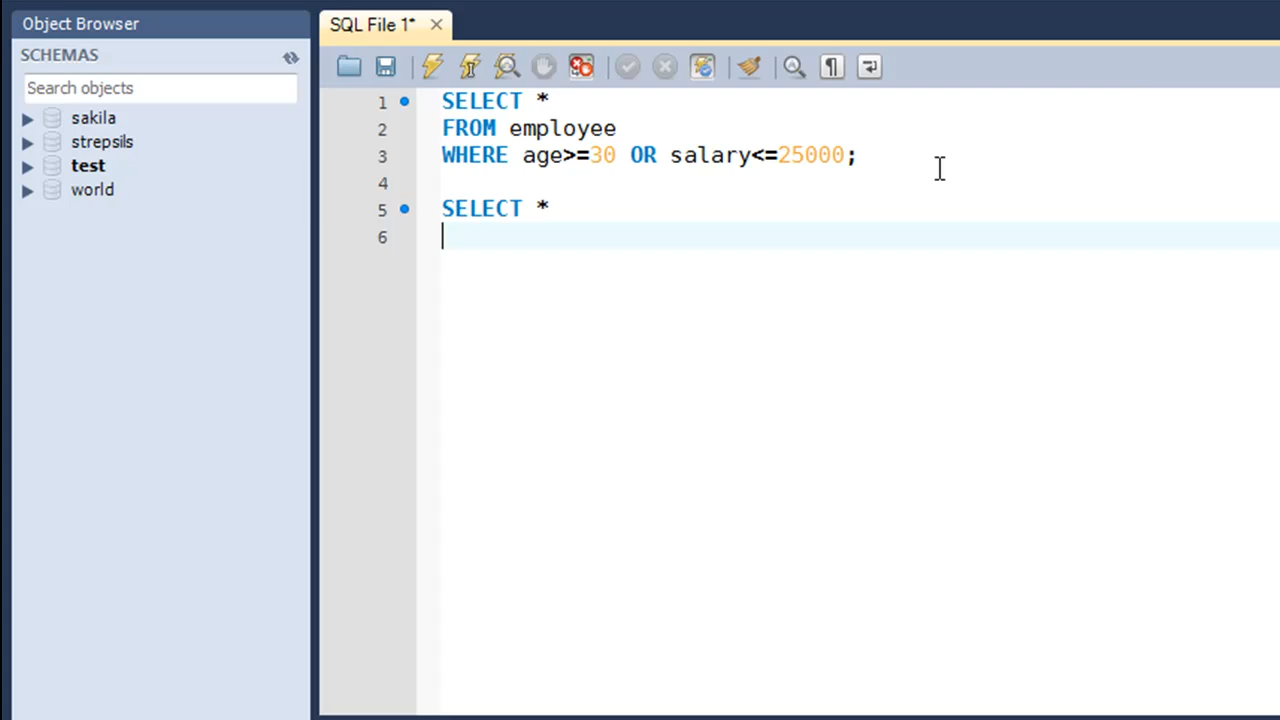 Object Browser
SCHEMAS
Search objects
sakila
strepsils
test
world
SQL File 1*
1 SELECT *
2 FROM employee
3 WHERE age>=30 OR salary<=25000;
4
5 SELECT *
6